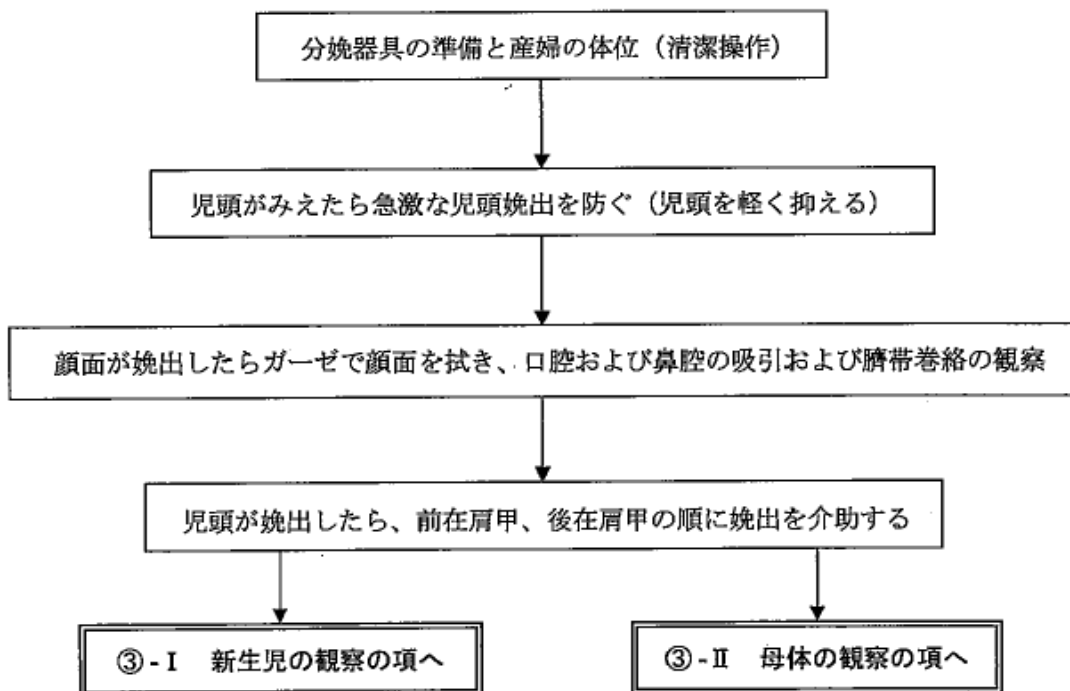 分娩器具の準備と産婦の体位（清潔操作）
児頭がみえたら急激な児頭娩出を防ぐ（児頭を軽く抑える）
顔面が娩出したらガーゼで顔面を拭き、口腔および鼻腔の吸引および臍帯巻絡の観察
児頭が娩出したら、前在肩甲、後在肩甲の順に娩出を介助する
③-Ⅰ　新生児の観察の項へ
③-Ⅱ　母体の観察の項へ